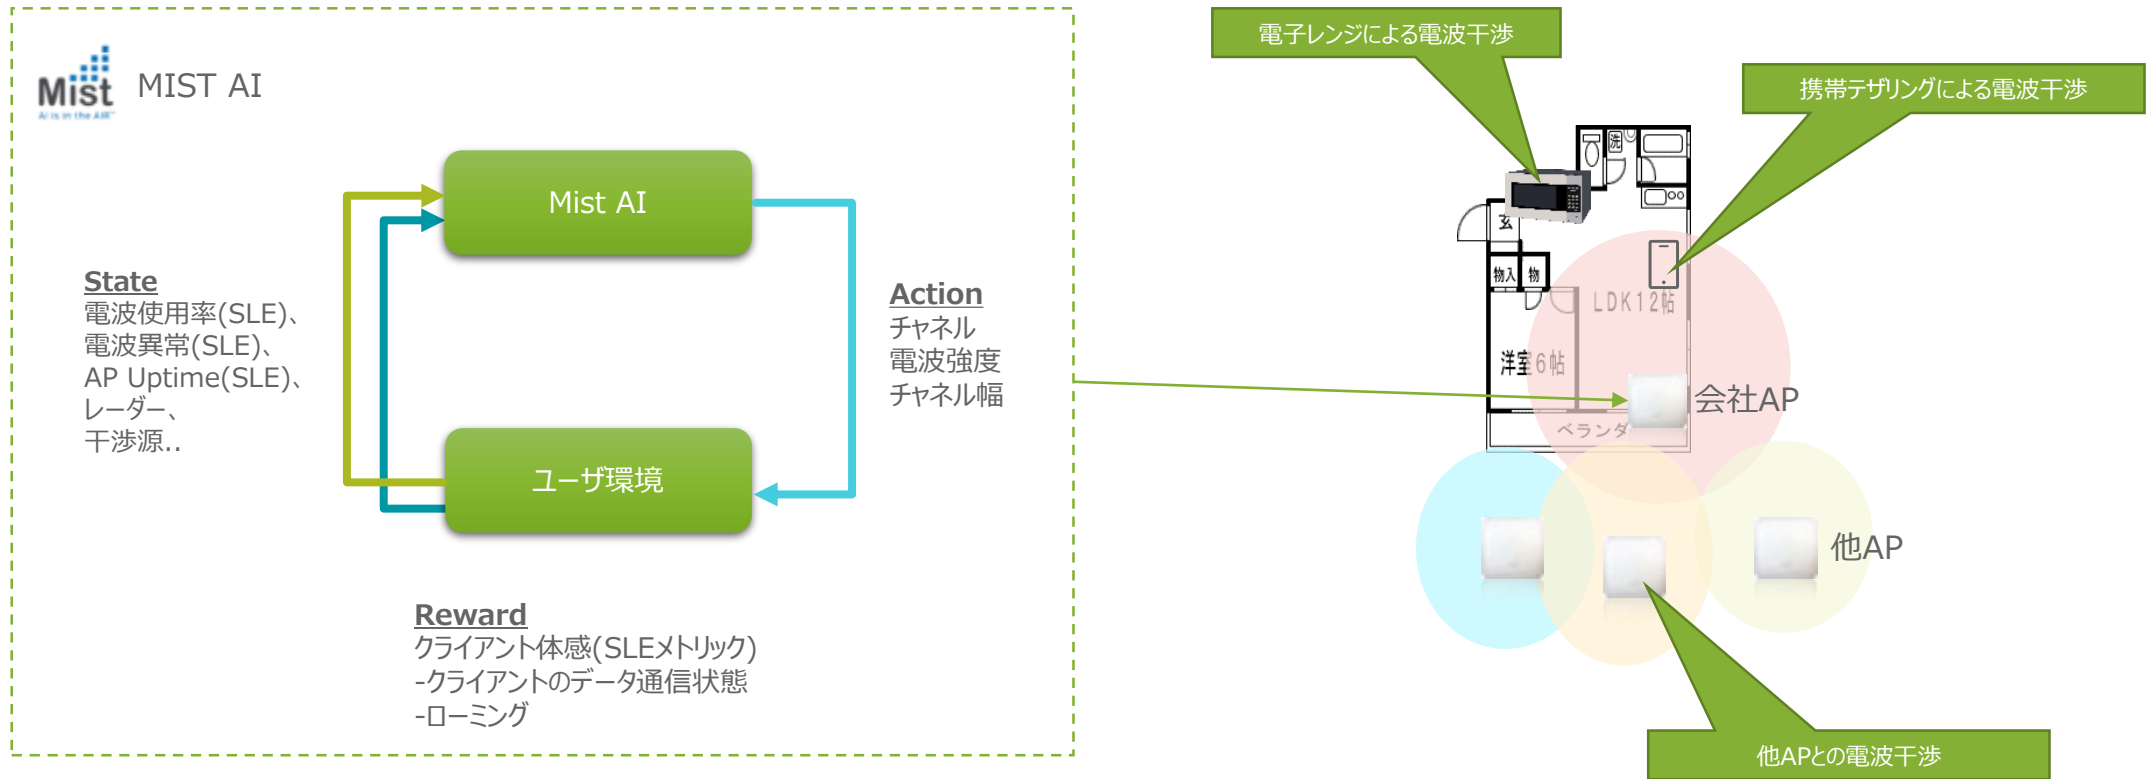 Mist
AI is in the AIR™
MIST AI
Mist AI
State
電波使用率(SLE)、
電波異常(SLE)、
AP Uptime(SLE)、
レーダー、
干渉源..
Action
チャネル
電波強度
チャネル幅
ユーザ環境
Reward
クライアント体感(SLEメトリック)
-クライアントのデータ通信状態
-ローミング
電子レンジによる電波干渉
携帯テザリングによる電波干渉
洗
玄
物入
物
LDK12帖
洋室6帖
ベランダ
会社AP
他AP
他APとの電波干渉